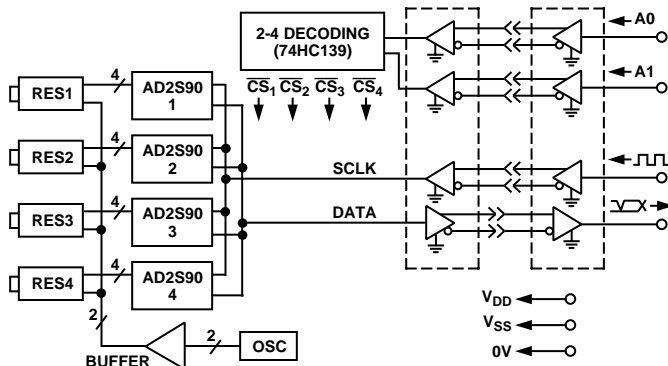 2-4 DECODING
(74HC139)
A0
A1
CS1 CS2 CS3 CS4
RES1
4
AD2S90
1
RES2
4
AD2S90
2
SCLK
RES3
4
AD2S90
3
DATA
RES4
4
AD2S90
4
2
BUFFER
2
OSC
VDD
VSS
0V